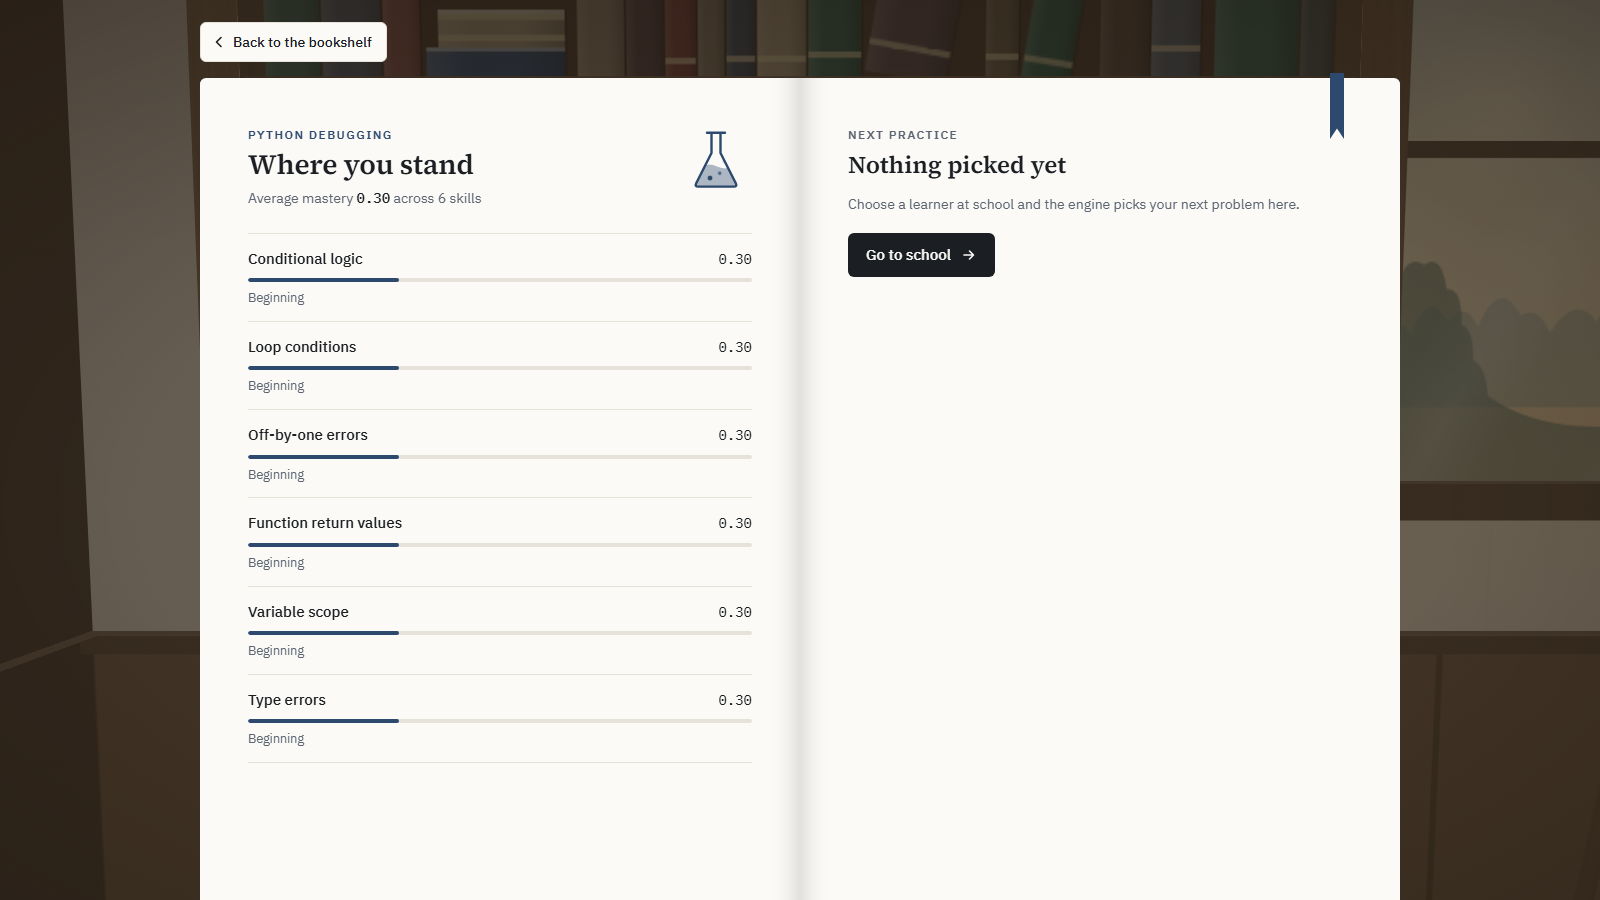 Back to the bookshelf
PYTHON DEBUGGING
Where you stand
Average mastery 0.30 across 6 skills
Conditional logic 0.30
Beginning
Loop conditions 0.30
Beginning
Off-by-one errors 0.30
Beginning
Function return values 0.30
Beginning
Variable scope 0.30
Beginning
Type errors 0.30
Beginning
NEXT PRACTICE
Nothing picked yet
Choose a learner at school and the engine picks your next problem here.
Go to school